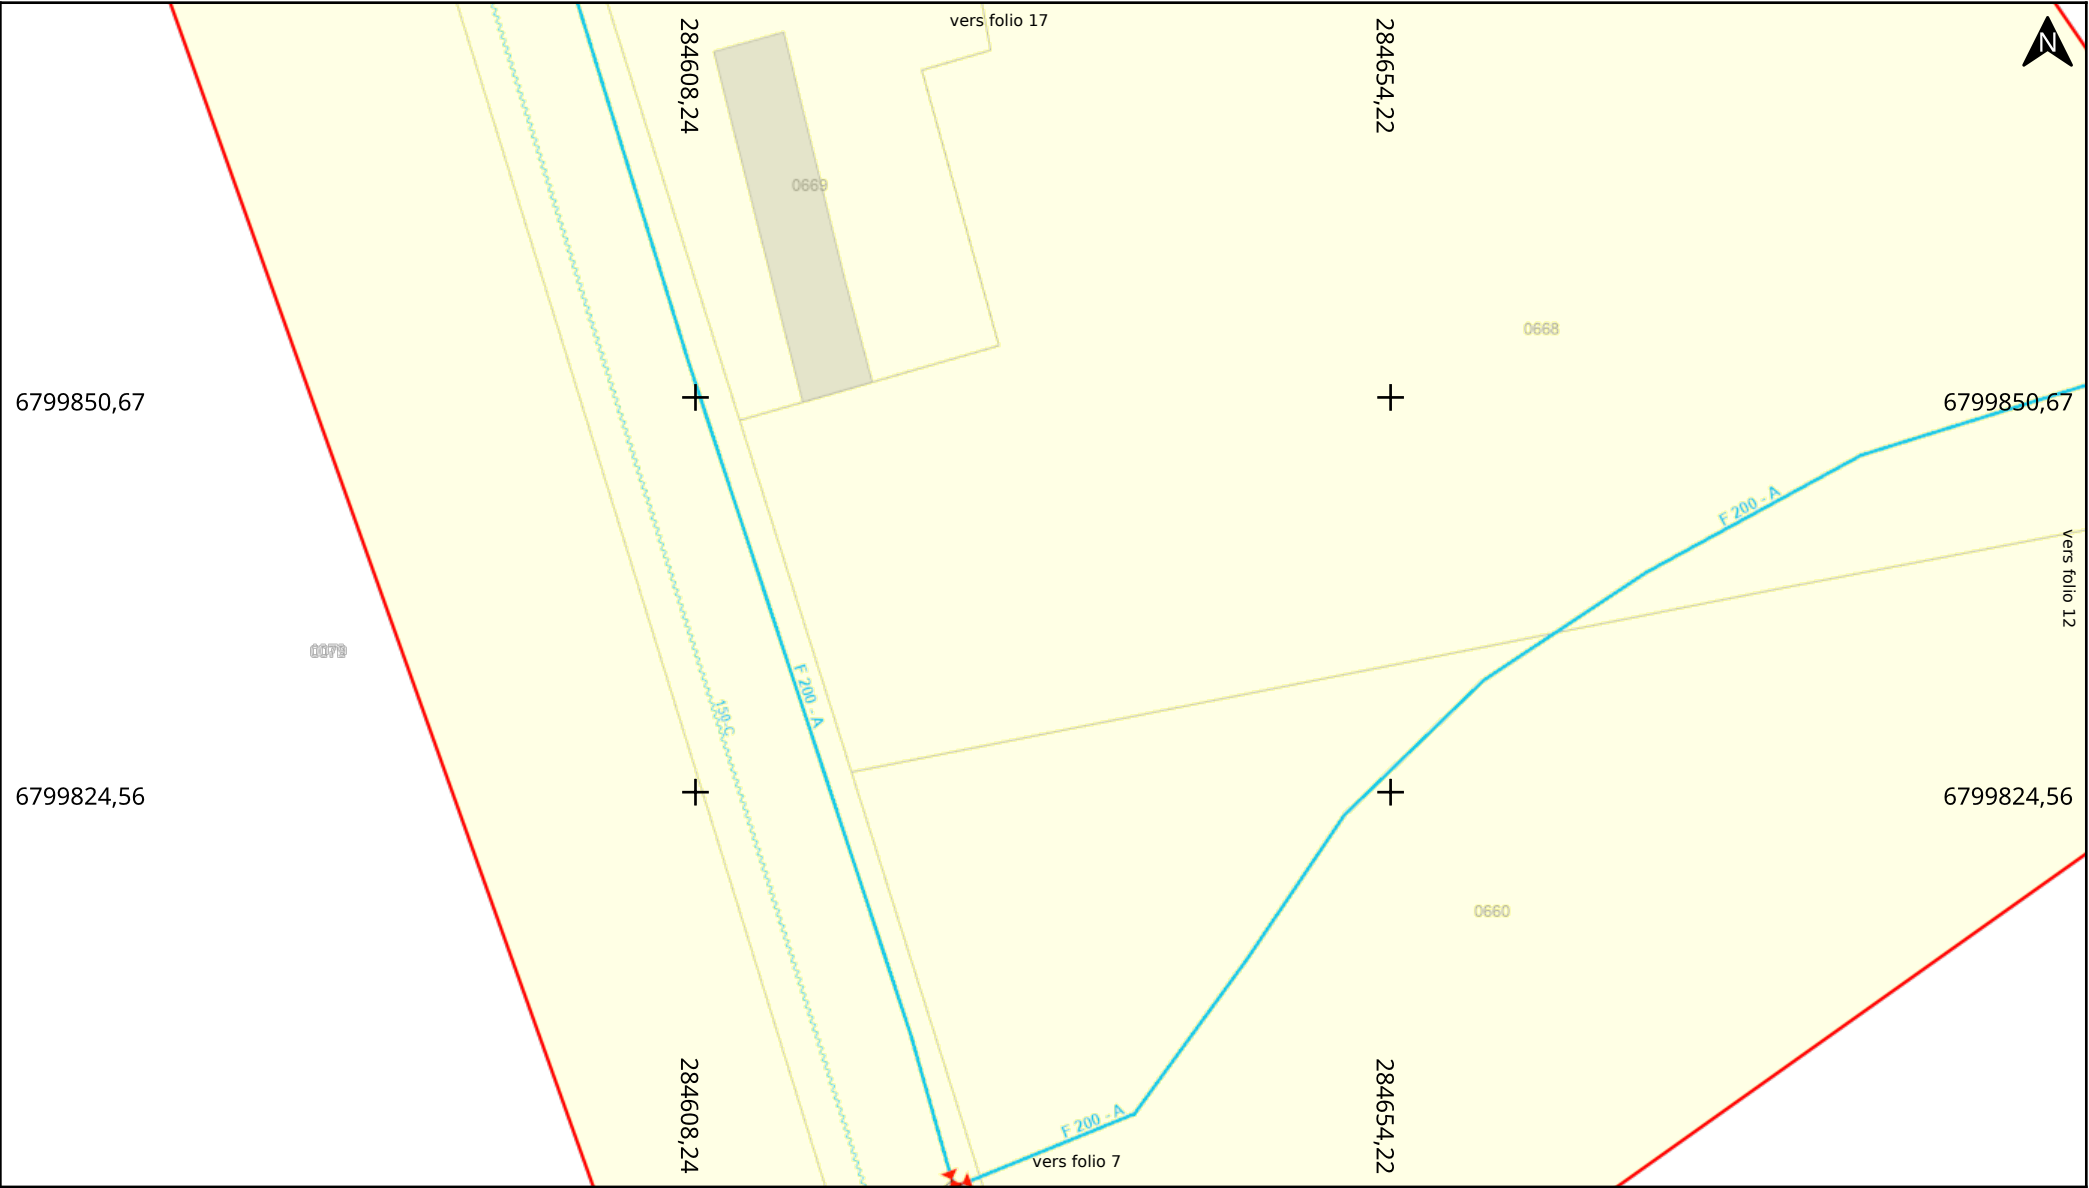 vers folio 17
284608,24
284654,22
N
0669
0668
6799850,67
6799850,67
F 200 - A
vers folio 12
0079
F 200 - A
150-C
6799824,56
6799824,56
0660
284608,24
284654,22
F 200 - A
vers folio 7